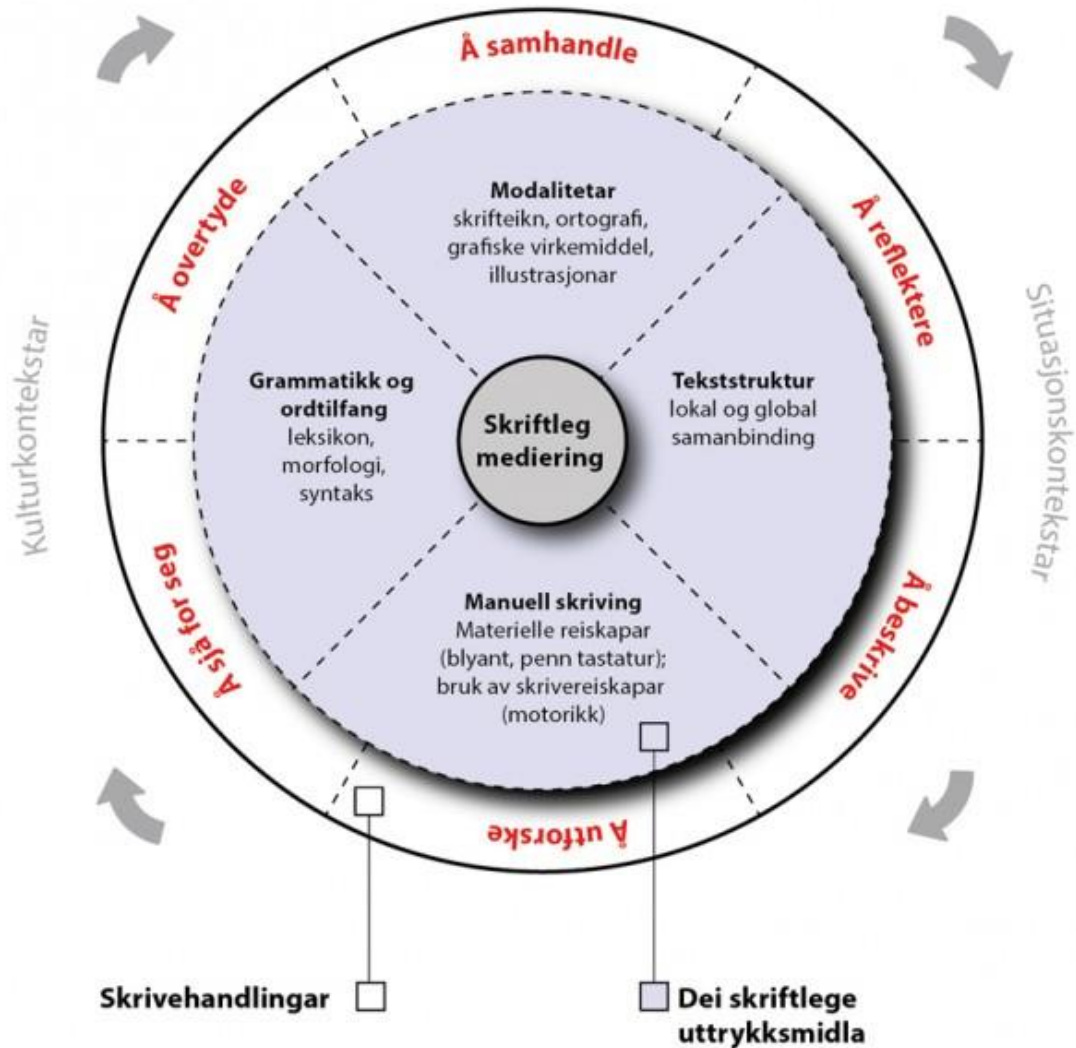 Å samhandle
Å overtyde
Å reflektere
Modalitetar
skrifteikn, ortografi,
grafiske virkemiddel,
illustrasjonar
Kulturkontekstar
Situasjonskontekstar
Grammatikk og
ordtilfang
leksikon,
morfologi,
syntaks
Skriftleg
mediering
Tekststruktur
lokal og global
samanbinding
Å sjå for seg
Å beskrive
Manuell skriving
Materielle reiskapar
(blyant, penn tastatur);
bruk av skrivereiskapar
(motorikk)
Å utforske
Skrivehandlingar
Dei skriftlege
uttrykksmidla